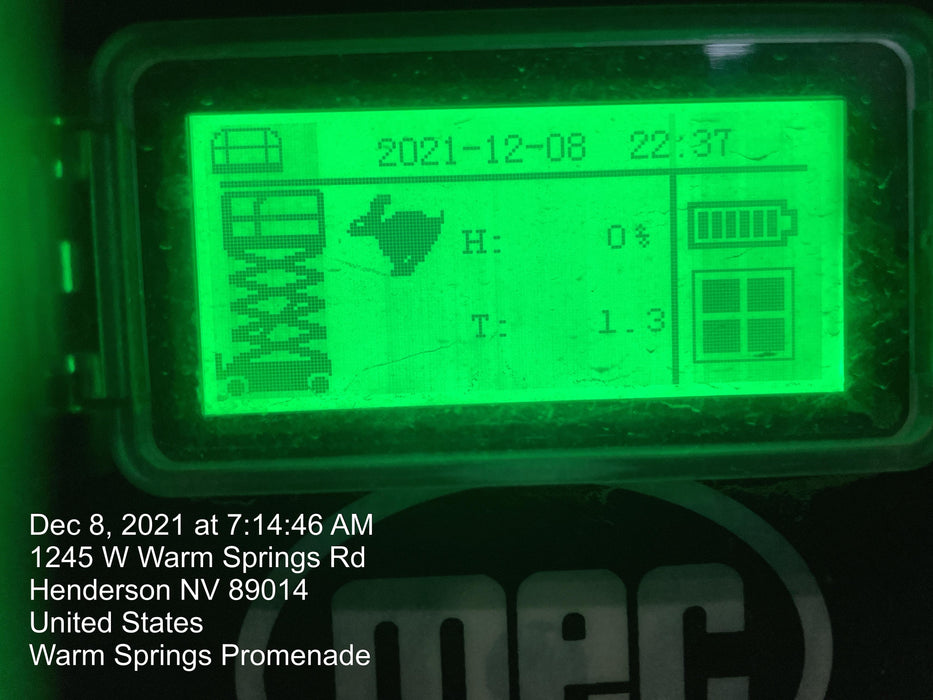 2021-12-08 22:37
H: 0%
T: 1.3
Dec 8, 2021 at 7:14:46 AM
1245 W Warm Springs Rd
Henderson NV 89014
United States
Warm Springs Promenade
mec